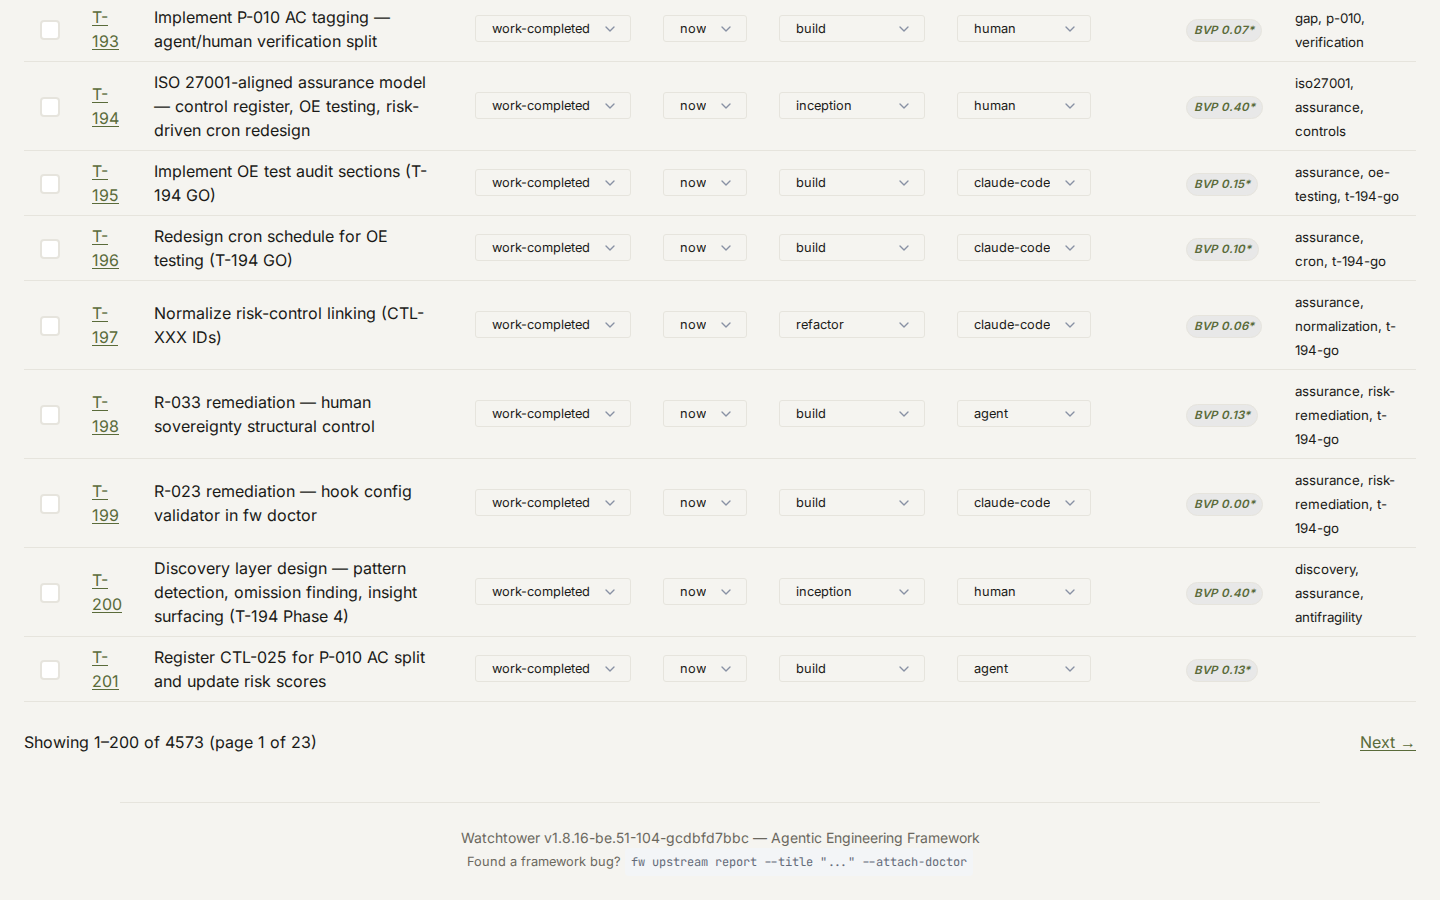 T-
193
Implement P-010 AC tagging —
agent/human verification split
work-completed
now
build
human
BVP 0.07*
gap, p-010,
verification
T-
194
ISO 27001-aligned assurance model
— control register, OE testing, risk-
driven cron redesign
work-completed
now
inception
human
BVP 0.40*
iso27001,
assurance,
controls
T-
195
Implement OE test audit sections (T-
194 GO)
work-completed
now
build
claude-code
BVP 0.15*
assurance, oe-
testing, t-194-go
T-
196
Redesign cron schedule for OE
testing (T-194 GO)
work-completed
now
build
claude-code
BVP 0.10*
assurance,
cron, t-194-go
T-
197
Normalize risk-control linking (CTL-
XXX IDs)
work-completed
now
refactor
claude-code
BVP 0.06*
assurance,
normalization, t-
194-go
T-
198
R-033 remediation — human
sovereignty structural control
work-completed
now
build
agent
BVP 0.13*
assurance, risk-
remediation, t-
194-go
T-
199
R-023 remediation — hook config
validator in fw doctor
work-completed
now
build
claude-code
BVP 0.00*
assurance, risk-
remediation, t-
194-go
T-
200
Discovery layer design — pattern
detection, omission finding, insight
surfacing (T-194 Phase 4)
work-completed
now
inception
human
BVP 0.40*
discovery,
assurance,
antifragility
T-
201
Register CTL-025 for P-010 AC split
and update risk scores
work-completed
now
build
agent
BVP 0.13*
Showing 1–200 of 4573 (page 1 of 23)
Next →
Watchtower v1.8.16-be.51-104-gcdbfd7bbc — Agentic Engineering Framework
Found a framework bug? fw upstream report --title "..." --attach-doctor